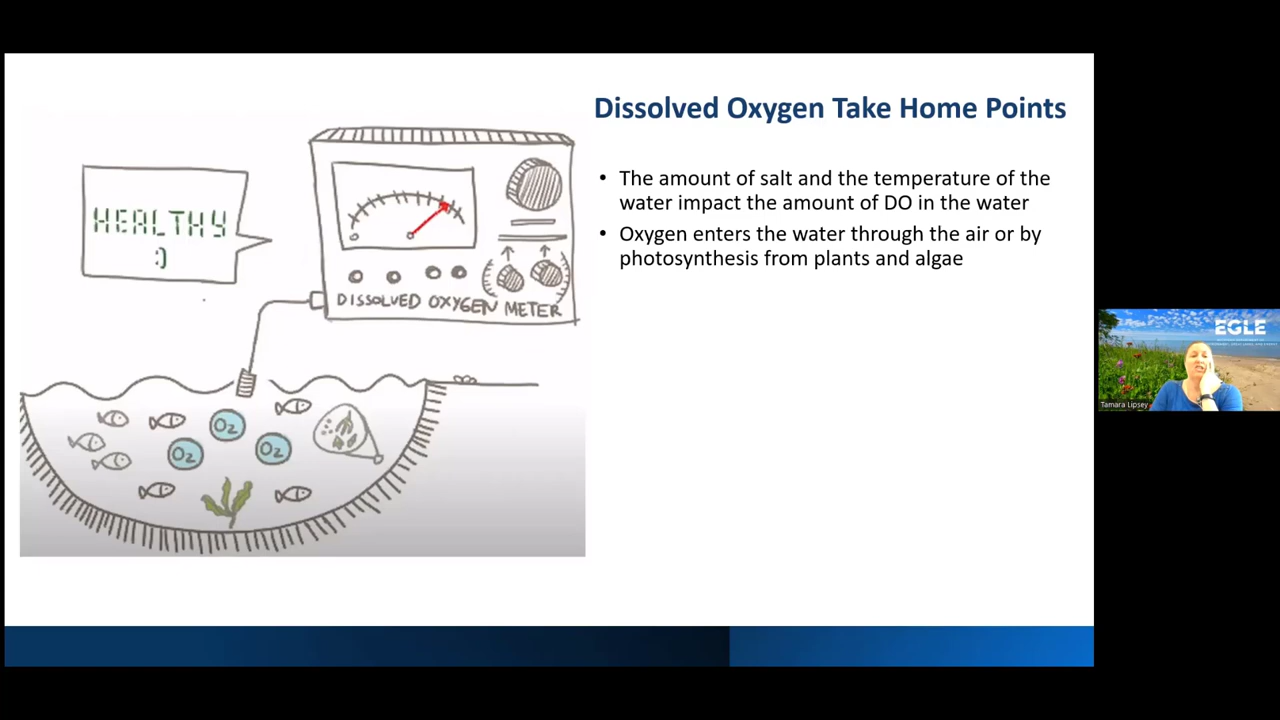 Dissolved Oxygen Take Home Points
• The amount of salt and the temperature of the
water impact the amount of DO in the water
• Oxygen enters the water through the air or by
photosynthesis from plants and algae
HEALTHY
:)
DISSOLVED OXYGEN METER
O₂
O₂
O₂
EGLE
Tamara Lipsey